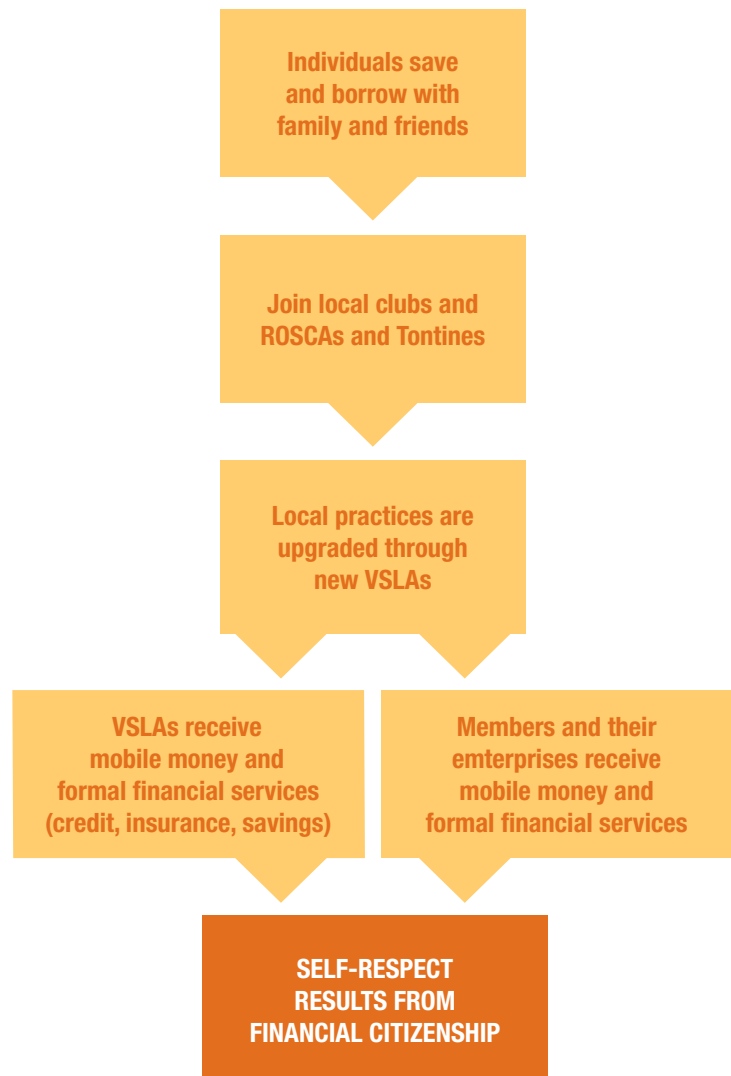 Individuals save
and borrow with
family and friends
Join local clubs and
ROSCAs and Tontines
Local practices are
upgraded through
new VSLAs
VSLAs receive
mobile money and
formal financial services
(credit, insurance, savings)
Members and their
emterprises receive
mobile money and
formal financial services
SELF-RESPECT
RESULTS FROM
FINANCIAL CITIZENSHIP